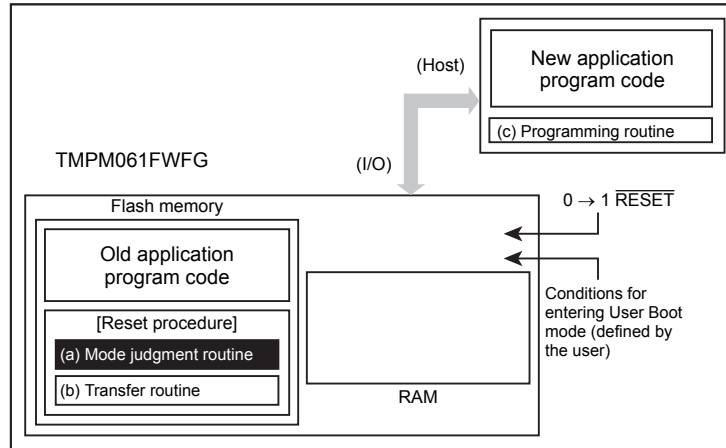 New application
program code
(Host)
(c) Programming routine
TMPM061FWFG
(I/O)
Flash memory
0 → 1 RESET
Old application
program code
[Reset procedure]
(a) Mode judgment routine
(b) Transfer routine
RAM
Conditions for
entering User Boot
mode (defined by
the user)